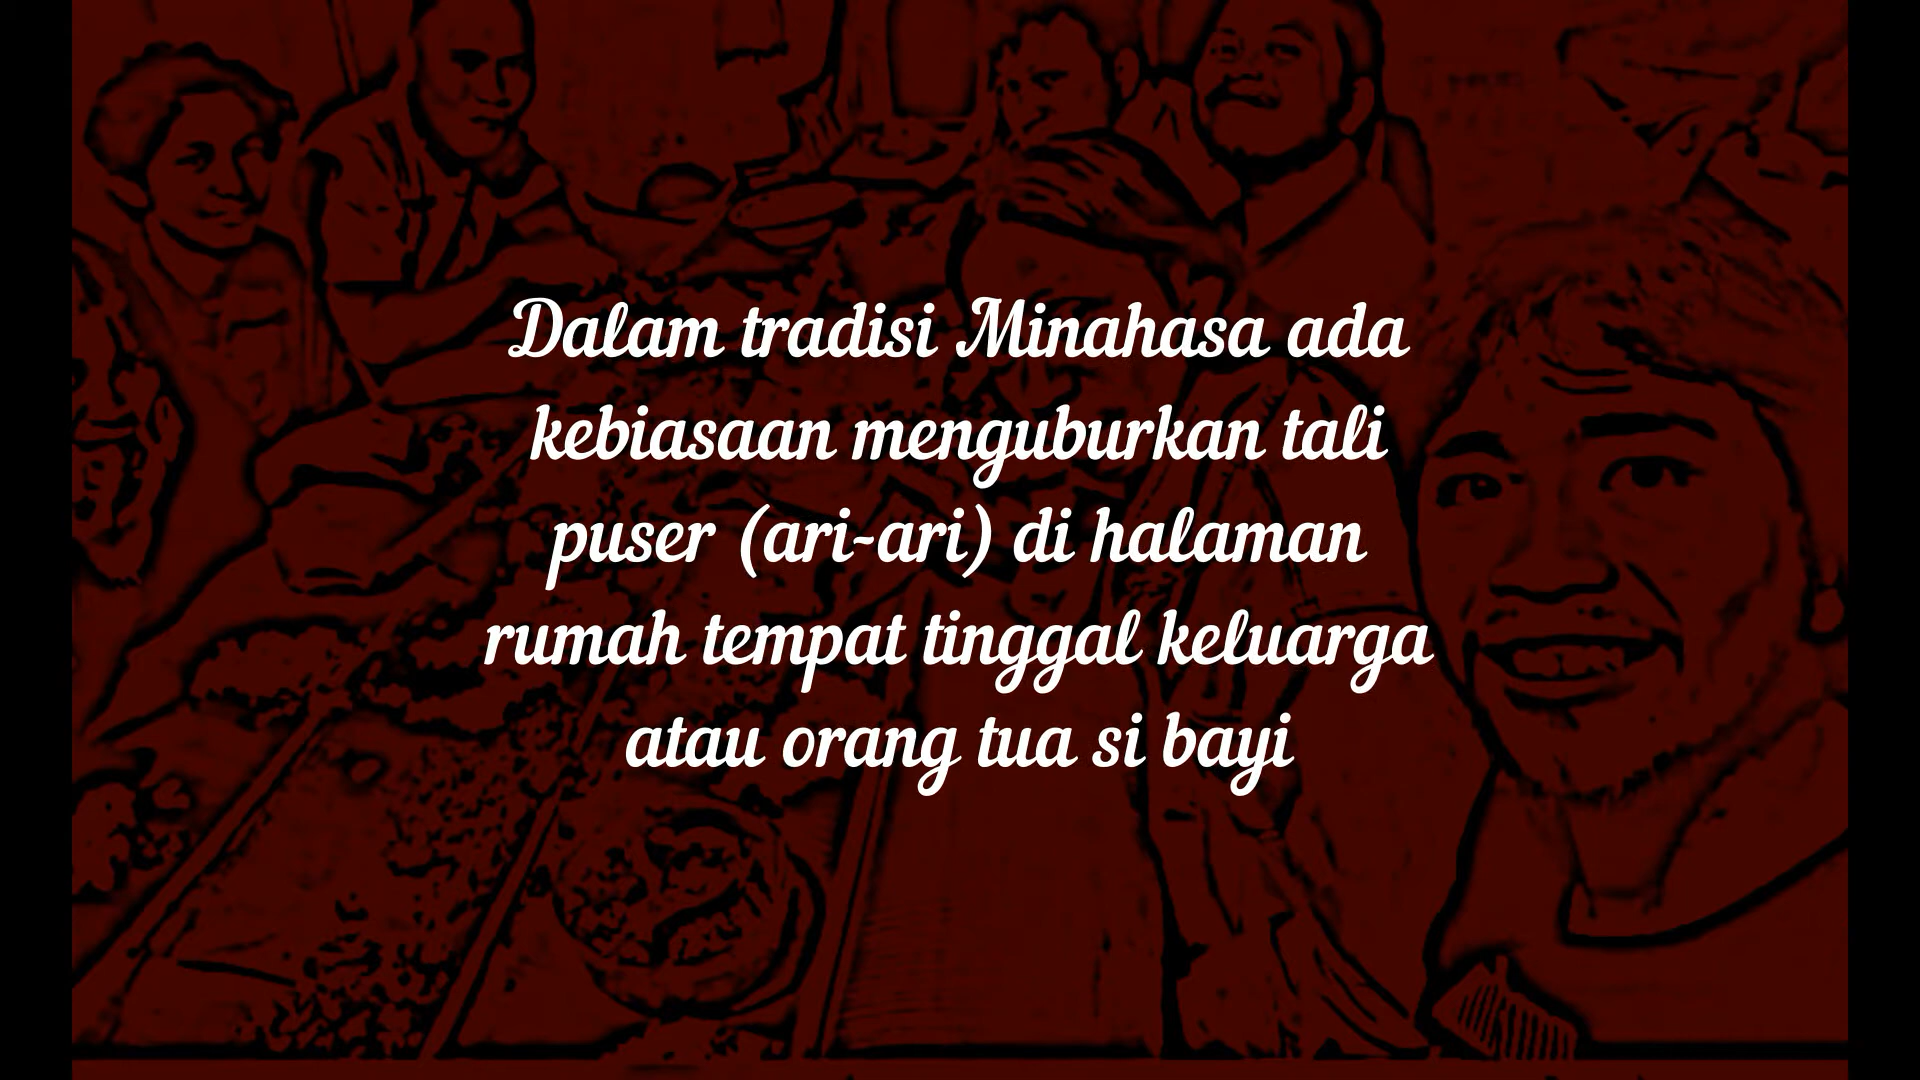 Dalam tradisi Minahasa ada
kebiasaan menguburkan tali
puser (ari-ari) di halaman
rumah tempat tinggal keluarga
atau orang tua si bayi